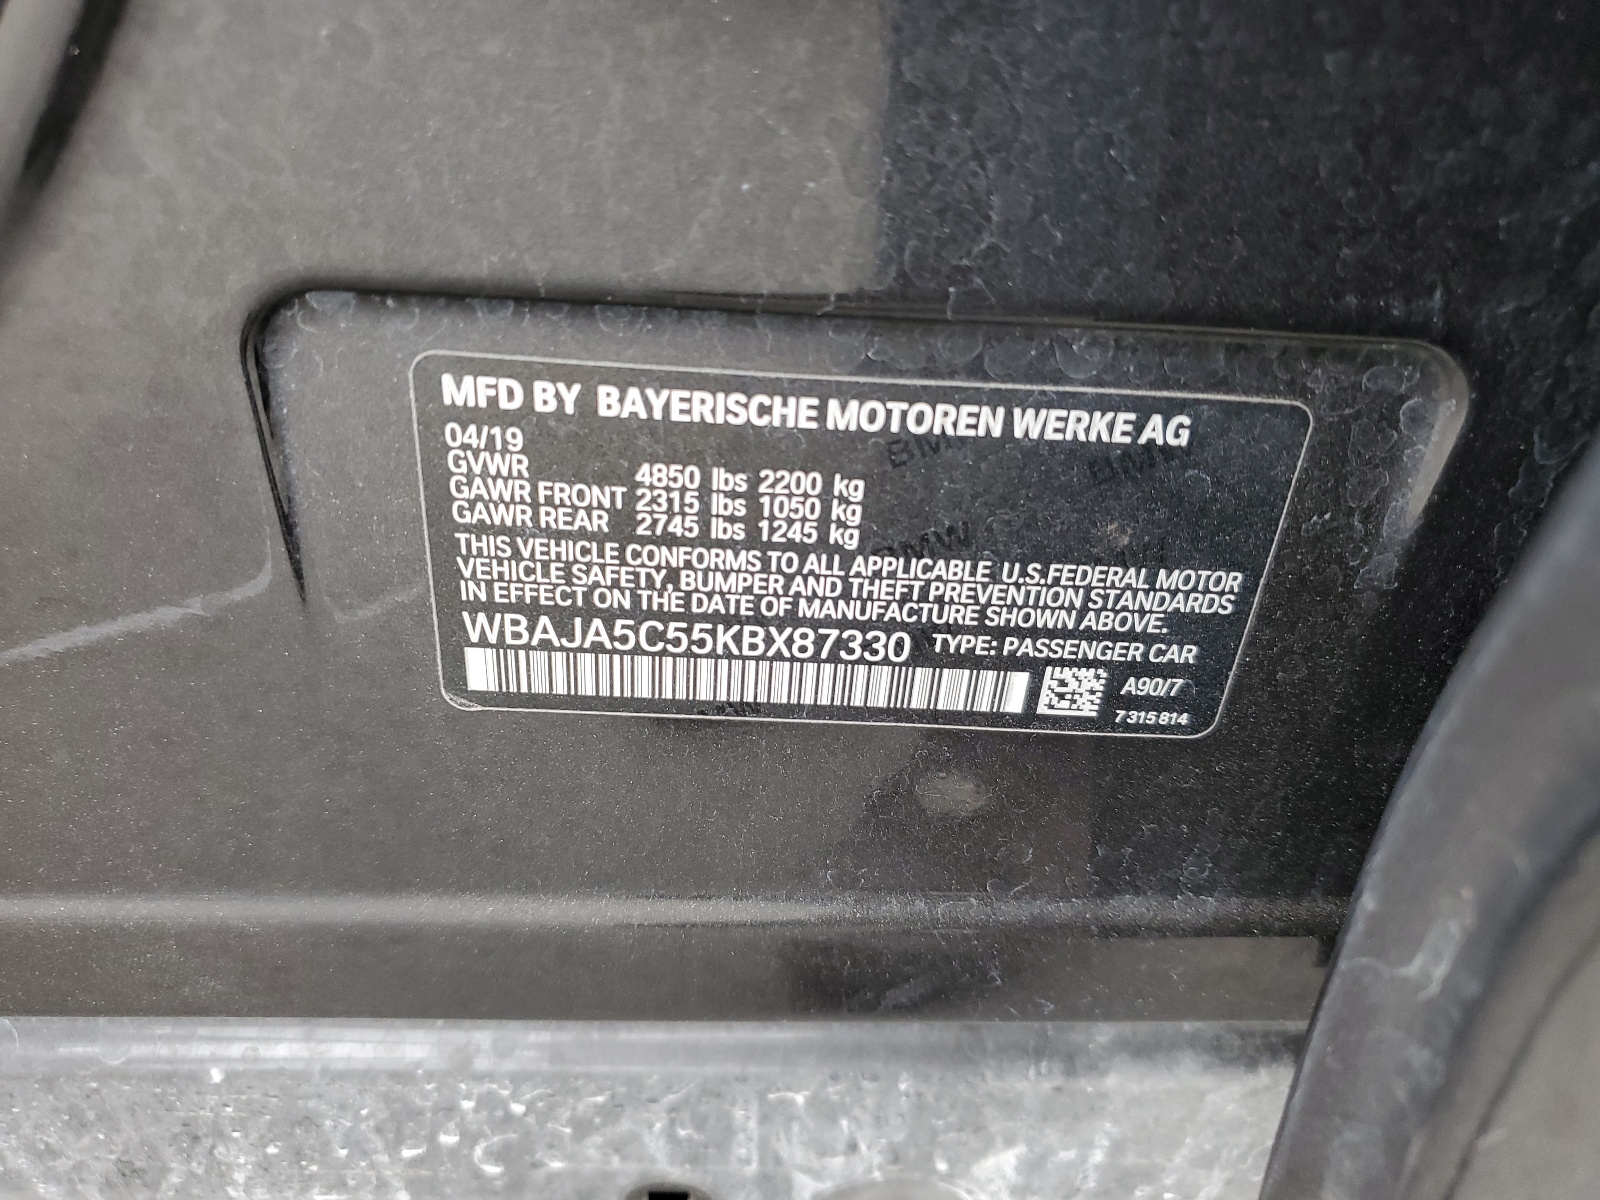 MFD BY BAYERISCHE MOTOREN WERKE AG
04/19
GVWR 4850 lbs 2200 kg
GAWR FRONT 2315 lbs 1050 kg
GAWR REAR 2745 lbs 1245 kg
THIS VEHICLE CONFORMS TO ALL APPLICABLE U.S.FEDERAL MOTOR
VEHICLE SAFETY, BUMPER AND THEFT PREVENTION STANDARDS
IN EFFECT ON THE DATE OF MANUFACTURE SHOWN ABOVE.
WBAJA5C55KBX87330 TYPE: PASSENGER CAR
A90/7
7 315 814